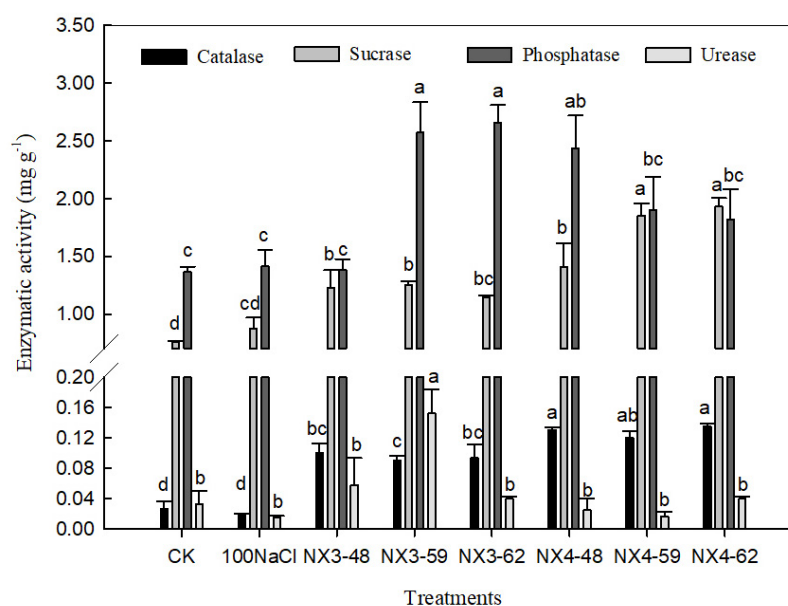 3.50
Catalase Sucrase Phosphatase Urease
3.00
2.50
2.00
1.50
1.00
0.20
0.16
0.12
0.08
0.04
0.00
Enzymatic activity (mg g-1)
d c
cd c
b c
b a
bc a
b ab
a bc
a bc
d b
d b
bc b
c a
bc b
a b
ab b
a b
CK 100NaCl NX3-48 NX3-59 NX3-62 NX4-48 NX4-59 NX4-62
Treatments